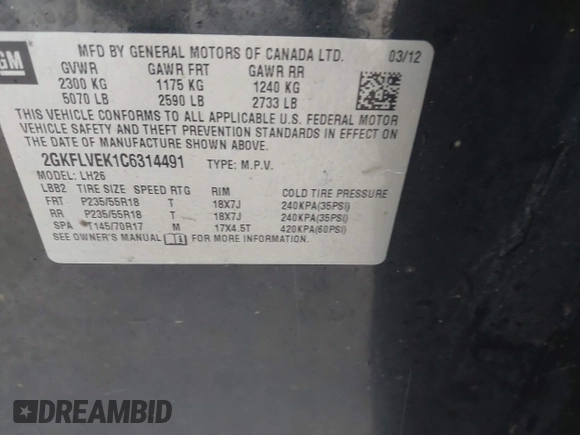 GM
MFD BY GENERAL MOTORS OF CANADA LTD. 03/12
GVWR GAWR FRT GAWR RR
2300 KG 1175 KG 1240 KG
5070 LB 2590 LB 2733 LB
THIS VEHICLE CONFORMS TO ALL APPLICABLE U.S. FEDERAL MOTOR
VEHICLE SAFETY AND THEFT PREVENTION STANDARDS IN EFFECT ON
THE DATE OF MANUFACTURE SHOWN ABOVE.
2GKFLVEK1C6314491 TYPE: M.P.V.
MODEL: LH26
LBB2 TIRE SIZE SPEED RTG RIM COLD TIRE PRESSURE
FRT P235/55R18 T 18X7J 240KPA(35PSI)
RR P235/55R18 T 18X7J 240KPA(35PSI)
SPA T145/70R17 M 17X4.5T 420KPA(60PSI)
SEE OWNER'S MANUAL FOR MORE INFORMATION.
DREAMBID